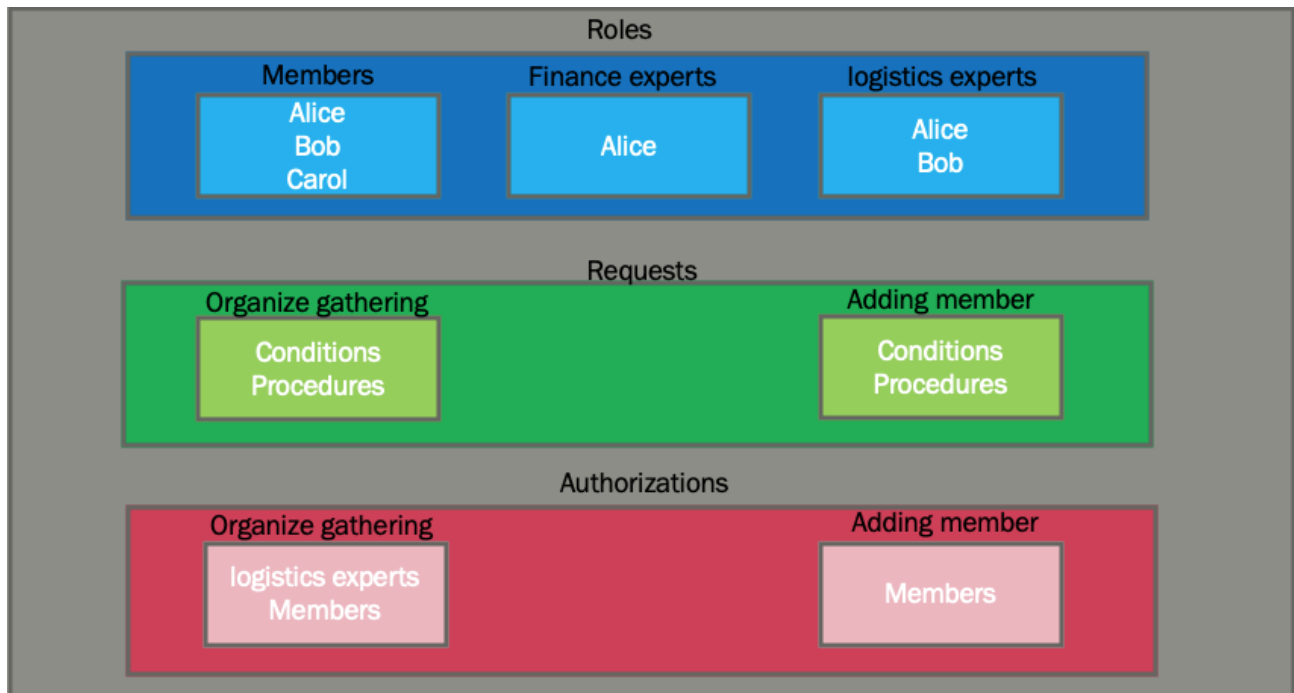 Roles
Members
Alice
Bob
Carol
Finance experts
Alice
logistics experts
Alice
Bob
Requests
Organize gathering
Conditions
Procedures
Adding member
Conditions
Procedures
Authorizations
Organize gathering
logistics experts
Members
Adding member
Members